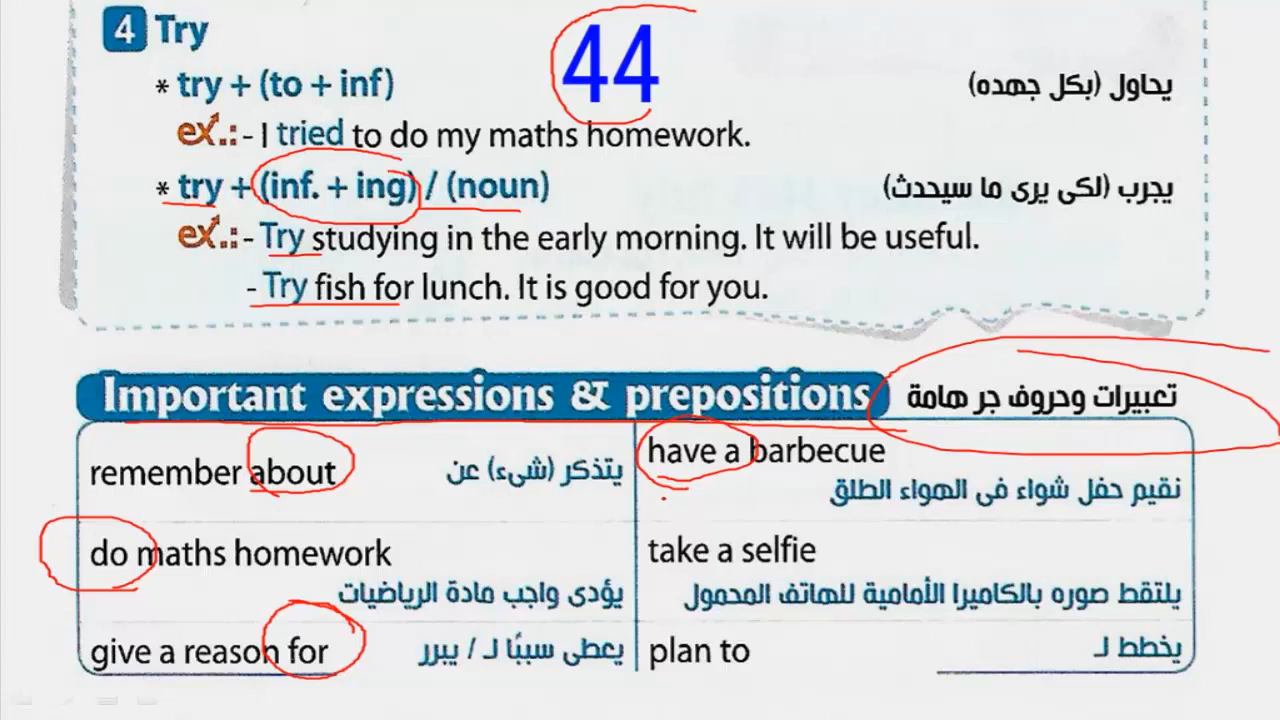 4 Try
44
* try + (to + inf) يحاول (بكل جهده)
ex.: - I tried to do my maths homework.
* try + (inf. + ing) / (noun) يجرب (لكى يرى ما سيحدث)
ex.: - Try studying in the early morning. It will be useful.
- Try fish for lunch. It is good for you.
Important expressions & prepositions تعبيرات وحروف جر هامة
remember about يتذكر (شىء) عن
have a barbecue
نقيم حفل شواء فى الهواء الطلق
do maths homework
يؤدى واجب مادة الرياضيات
take a selfie
يلتقط صوره بالكاميرا الأمامية للهاتف المحمول
give a reason for يعطى سببًا لـ / يبرر
plan to يخطط لـ